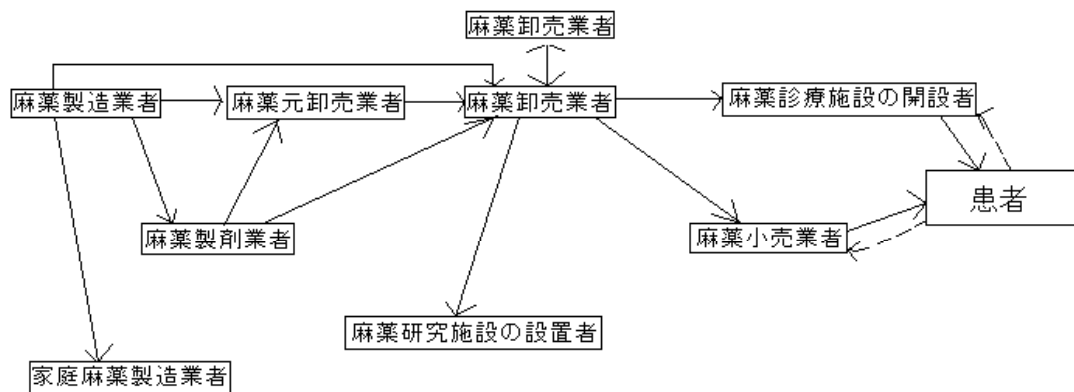 麻薬卸売業者
麻薬製造業者
麻薬元卸売業者
麻薬卸売業者
麻薬診療施設の開設者
患者
麻薬製剤業者
麻薬小売業者
麻薬研究施設の設置者
家庭麻薬製造業者